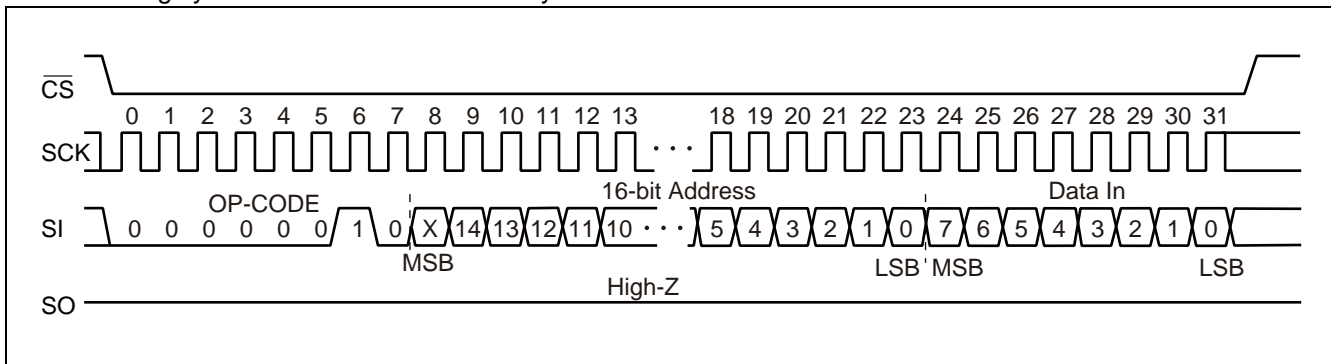 CS
0 1 2 3 4 5 6 7 8 9 10 11 12 13 18 19 20 21 22 23 24 25 26 27 28 29 30 31
SCK ···
OP-CODE 16-bit Address Data In
SI 0 0 0 0 0 0 1 0 X 14 13 12 11 10 ··· 5 4 3 2 1 0 7 6 5 4 3 2 1 0
MSB LSB MSB LSB
High-Z
SO